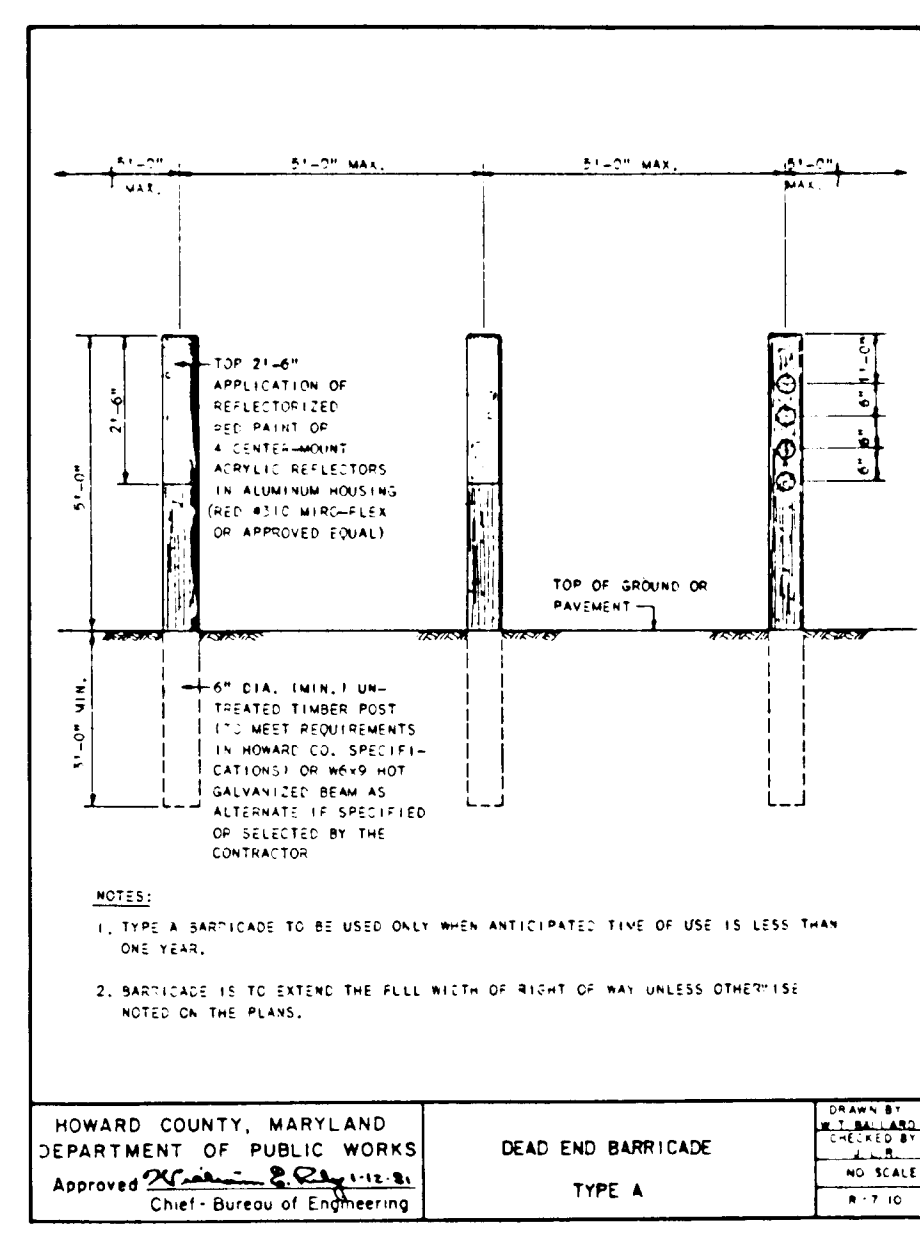 5'-0" MAX.
5'-0" MAX.
5'-0" MAX.
5'-0" MAX.
5'-0"
2'-6"
TOP 2'-6"
APPLICATION OF
REFLECTORIZED
RED PAINT OR
4 CENTER-MOUNT
ACRYLIC REFLECTORS
IN ALUMINUM HOUSING
(RED #31C MIRO-FLEX
OR APPROVED EQUAL)
1'-0"
6"
6"
6"
TOP OF GROUND OR
PAVEMENT
3'-0" MIN.
6" DIA. (MIN.) UN-
TREATED TIMBER POST
(TO MEET REQUIREMENTS
IN HOWARD CO. SPECIFI-
CATIONS) OR W6x9 HOT
GALVANIZED BEAM AS
ALTERNATE IF SPECIFIED
OR SELECTED BY THE
CONTRACTOR
NOTES:
1. TYPE A BARRICADE TO BE USED ONLY WHEN ANTICIPATED TIME OF USE IS LESS THAN
ONE YEAR.
2. BARRICADE IS TO EXTEND THE FULL WIDTH OF RIGHT OF WAY UNLESS OTHERWISE
NOTED ON THE PLANS.
HOWARD COUNTY, MARYLAND
DEPARTMENT OF PUBLIC WORKS
Approved William E. 1-12-81
Chief - Bureau of Engineering
DEAD END BARRICADE
TYPE A
DRAWN BY
W. T. BALLARD
CHECKED BY
J. L. R.
NO SCALE
R-7.10